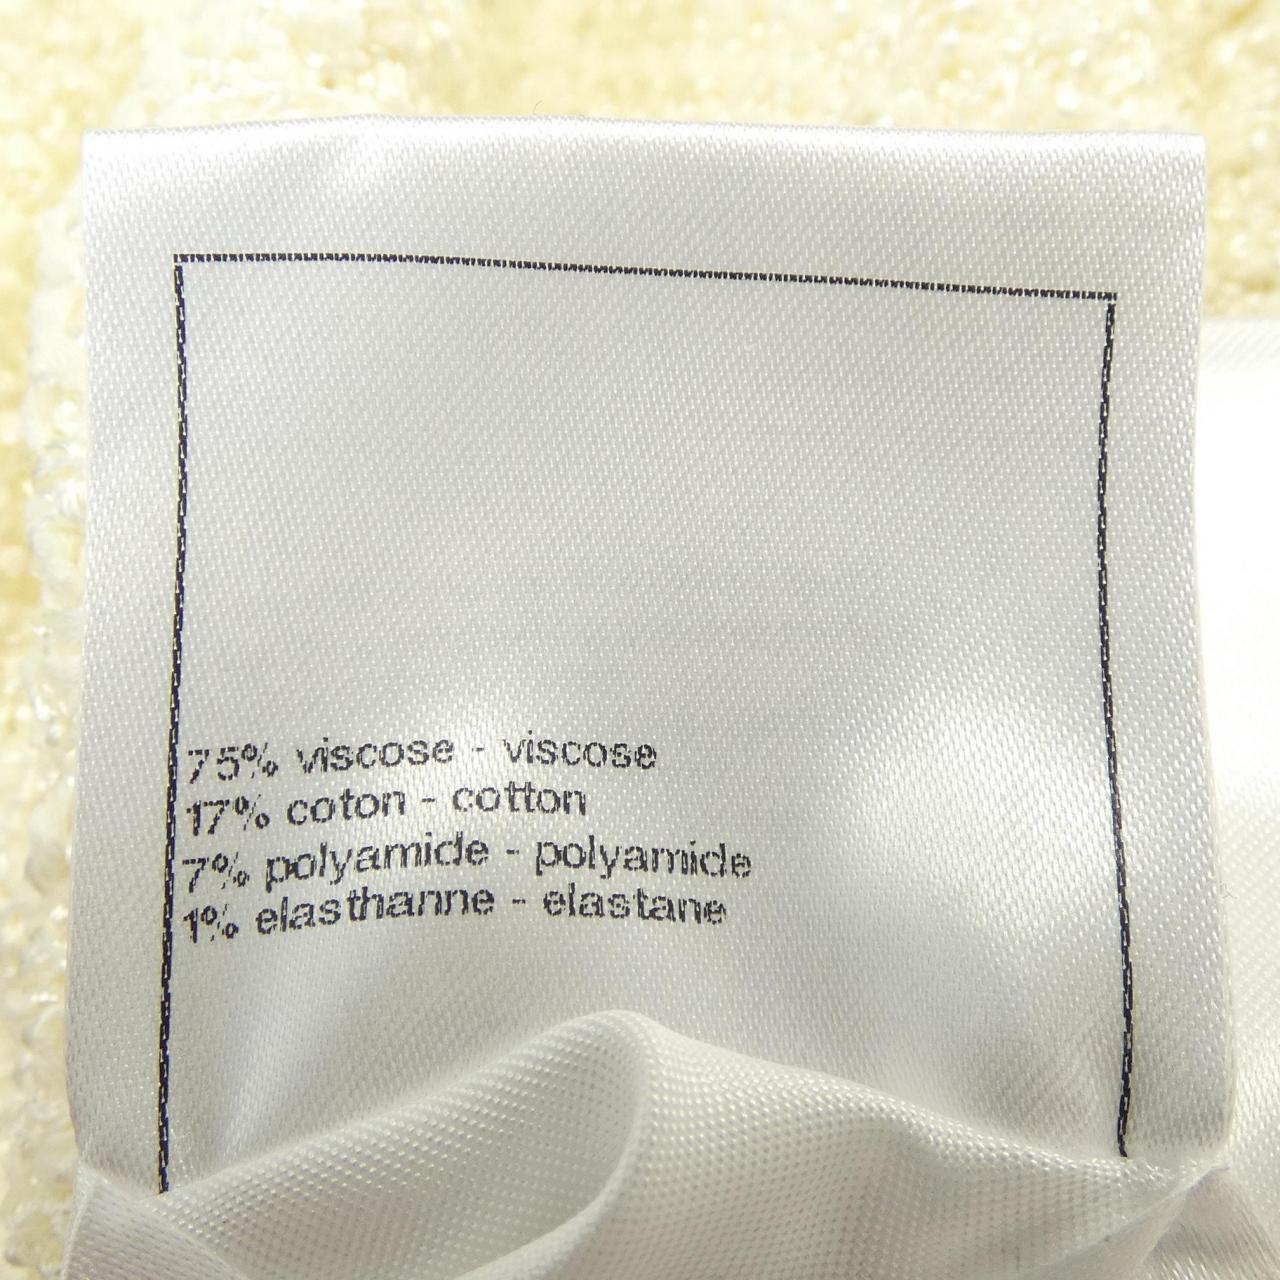 75% viscose - viscose
17% coton - cotton
7% polyamide - polyamide
1% elasthanne - elastane